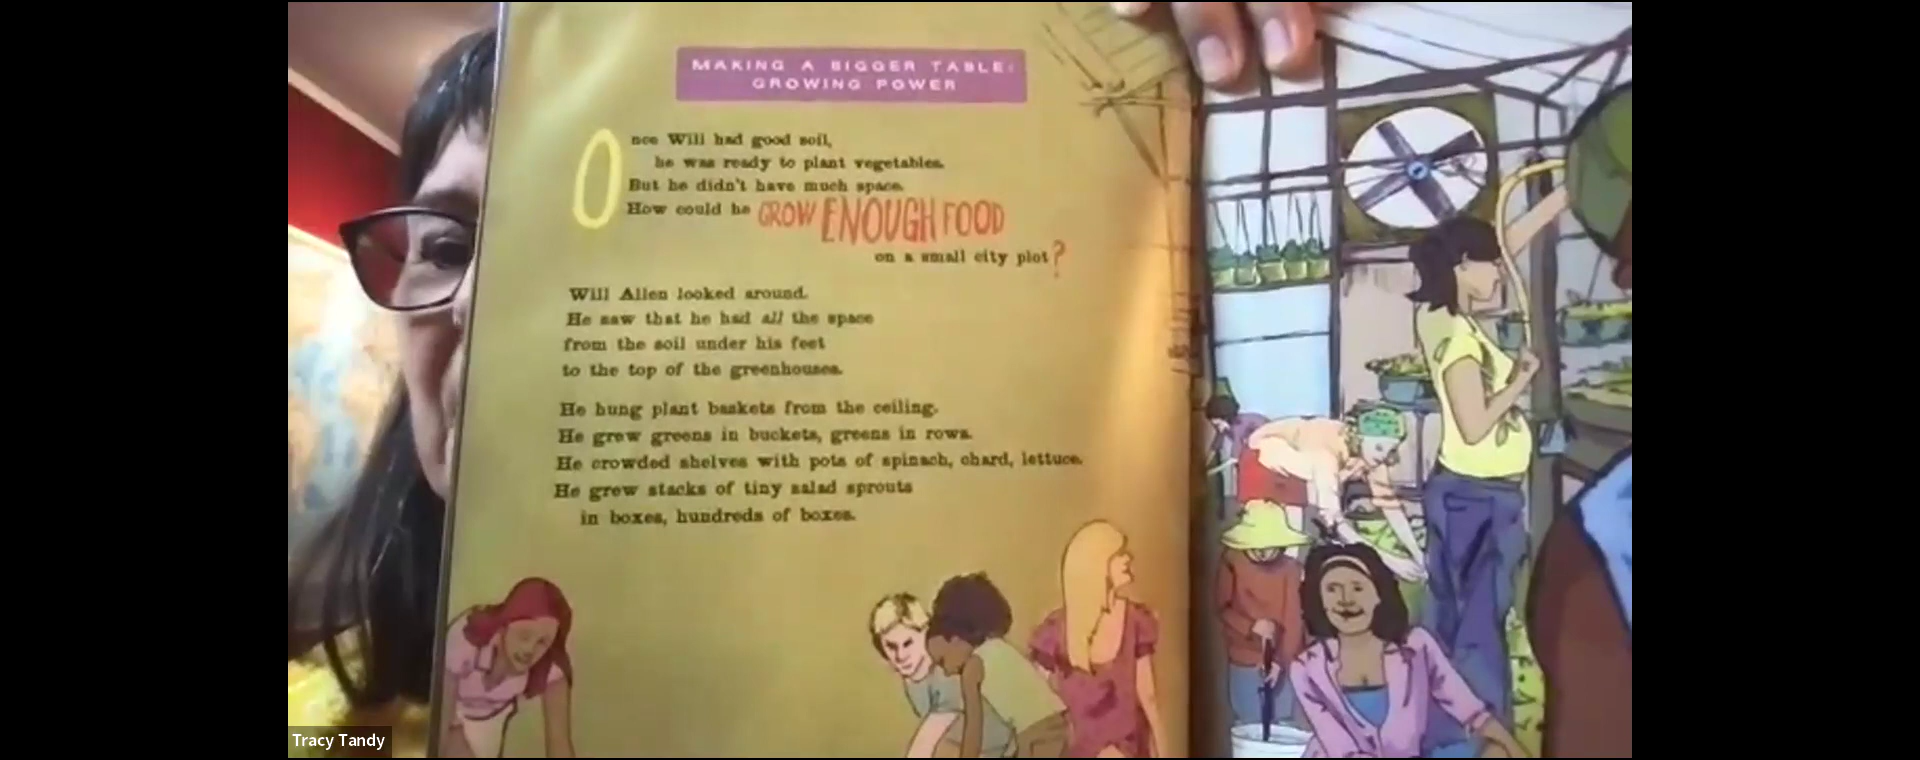 MAKING A BIGGER TABLE:
GROWING POWER
Once Will had good soil,
he was ready to plant vegetables.
But he didn't have much space.
How could he GROW ENOUGH FOOD
on a small city plot?
Will Allen looked around.
He saw that he had all the space
from the soil under his feet
to the top of the greenhouses.
He hung plant baskets from the ceiling.
He grew greens in buckets, greens in rows.
He crowded shelves with pots of spinach, chard, lettuce.
He grew stacks of tiny salad sprouts
in boxes, hundreds of boxes.
Tracy Tandy